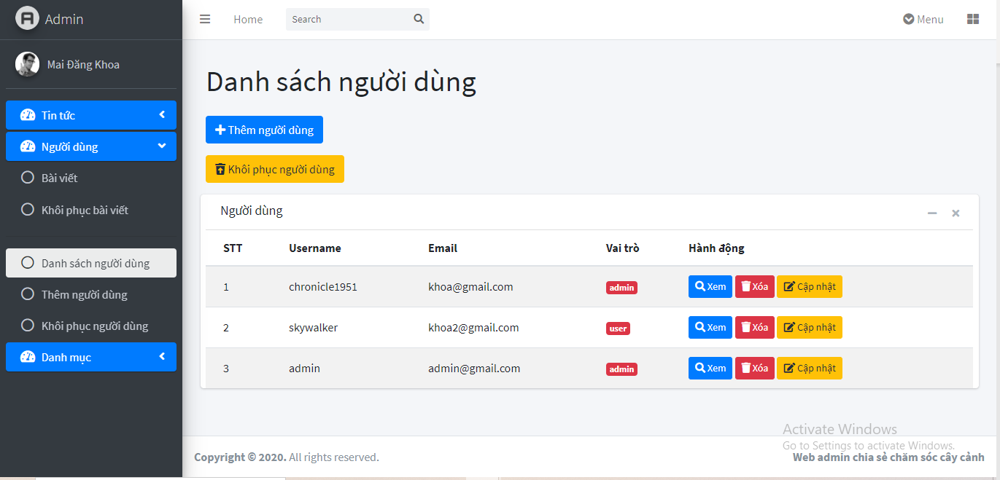 Admin
Home
Search
Menu
Mai Đăng Khoa
Tin tức
Người dùng
Bài viết
Khôi phục bài viết
Danh sách người dùng
Thêm người dùng
Khôi phục người dùng
Danh mục
Danh sách người dùng
Thêm người dùng
Khôi phục người dùng
Người dùng
STT Username Email Vai trò Hành động
1 chronicle1951 khoa@gmail.com admin Xem Xóa Cập nhật
2 skywalker khoa2@gmail.com user Xem Xóa Cập nhật
3 admin admin@gmail.com admin Xem Xóa Cập nhật
Activate Windows
Go to Settings to activate Windows.
Copyright © 2020. All rights reserved.
Web admin chia sẻ chăm sóc cây cảnh